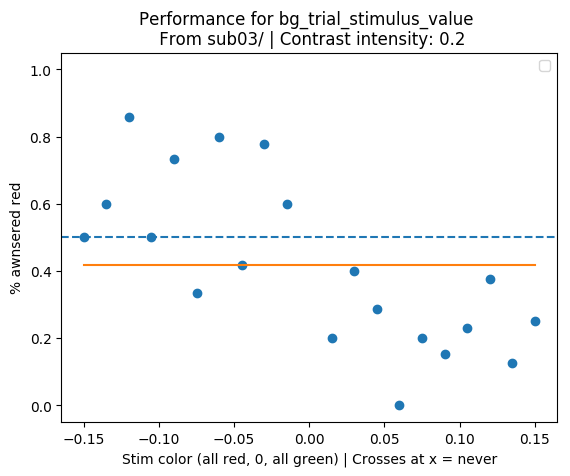 Performance for bg_trial_stimulus_value
From sub03/ | Contrast intensity: 0.2
1.0
0.8
0.6
0.4
0.2
0.0
% awnsered red
−0.15 −0.10 −0.05 0.00 0.05 0.10 0.15
Stim color (all red, 0, all green) | Crosses at x = never